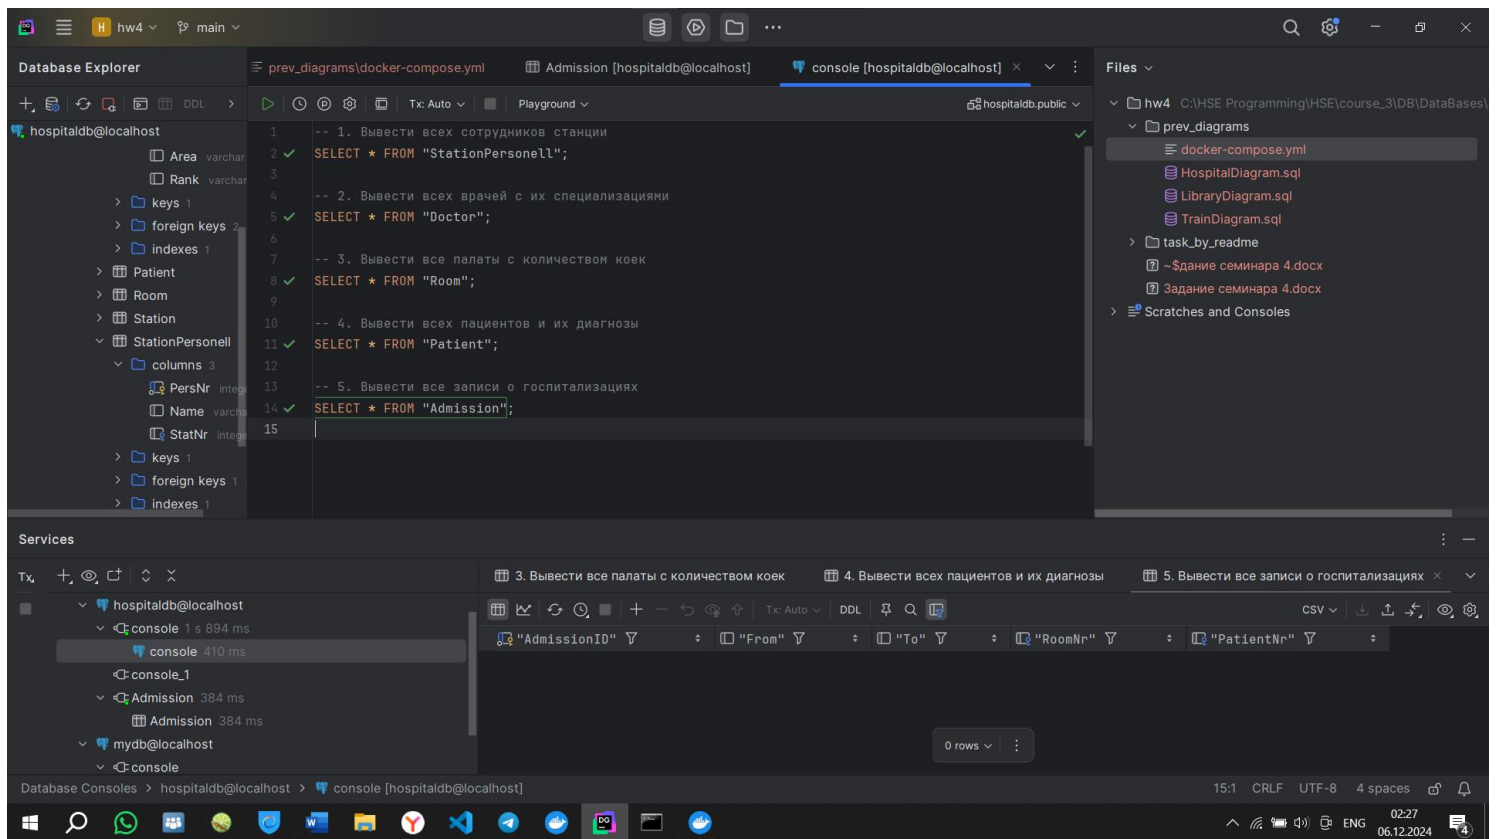 H hw4 main
Database Explorer
prev_diagrams\docker-compose.yml
Admission [hospitaldb@localhost]
console [hospitaldb@localhost]
Files
DDL
Tx: Auto
Playground
hospitaldb.public
hospitaldb@localhost
Area varchar
Rank varchar
keys 1
foreign keys 2
indexes 1
Patient
Room
Station
StationPersonell
columns 3
PersNr integ
Name varcha
StatNr intege
keys 1
foreign keys 1
indexes 1
1 -- 1. Вывести всех сотрудников станции
2 SELECT * FROM "StationPersonell";
3
4 -- 2. Вывести всех врачей с их специализациями
5 SELECT * FROM "Doctor";
6
7 -- 3. Вывести все палаты с количеством коек
8 SELECT * FROM "Room";
9
10 -- 4. Вывести всех пациентов и их диагнозы
11 SELECT * FROM "Patient";
12
13 -- 5. Вывести все записи о госпитализациях
14 SELECT * FROM "Admission";
15
hw4 C:\HSE Programming\HSE\course_3\DB\DataBases\
prev_diagrams
docker-compose.yml
HospitalDiagram.sql
LibraryDiagram.sql
TrainDiagram.sql
task_by_readme
~$дание семинара 4.docx
Задание семинара 4.docx
Scratches and Consoles
Services
Tx
hospitaldb@localhost
console 1 s 894 ms
console 410 ms
console_1
Admission 384 ms
Admission 384 ms
mydb@localhost
console
3. Вывести все палаты с количеством коек
4. Вывести всех пациентов и их диагнозы
5. Вывести все записи о госпитализациях
Tx: Auto
DDL
CSV
"AdmissionID" "From" "To" "RoomNr" "PatientNr"
0 rows
Database Consoles > hospitaldb@localhost > console [hospitaldb@localhost]
15:1 CRLF UTF-8 4 spaces
ENG
02:27
06.12.2024
4